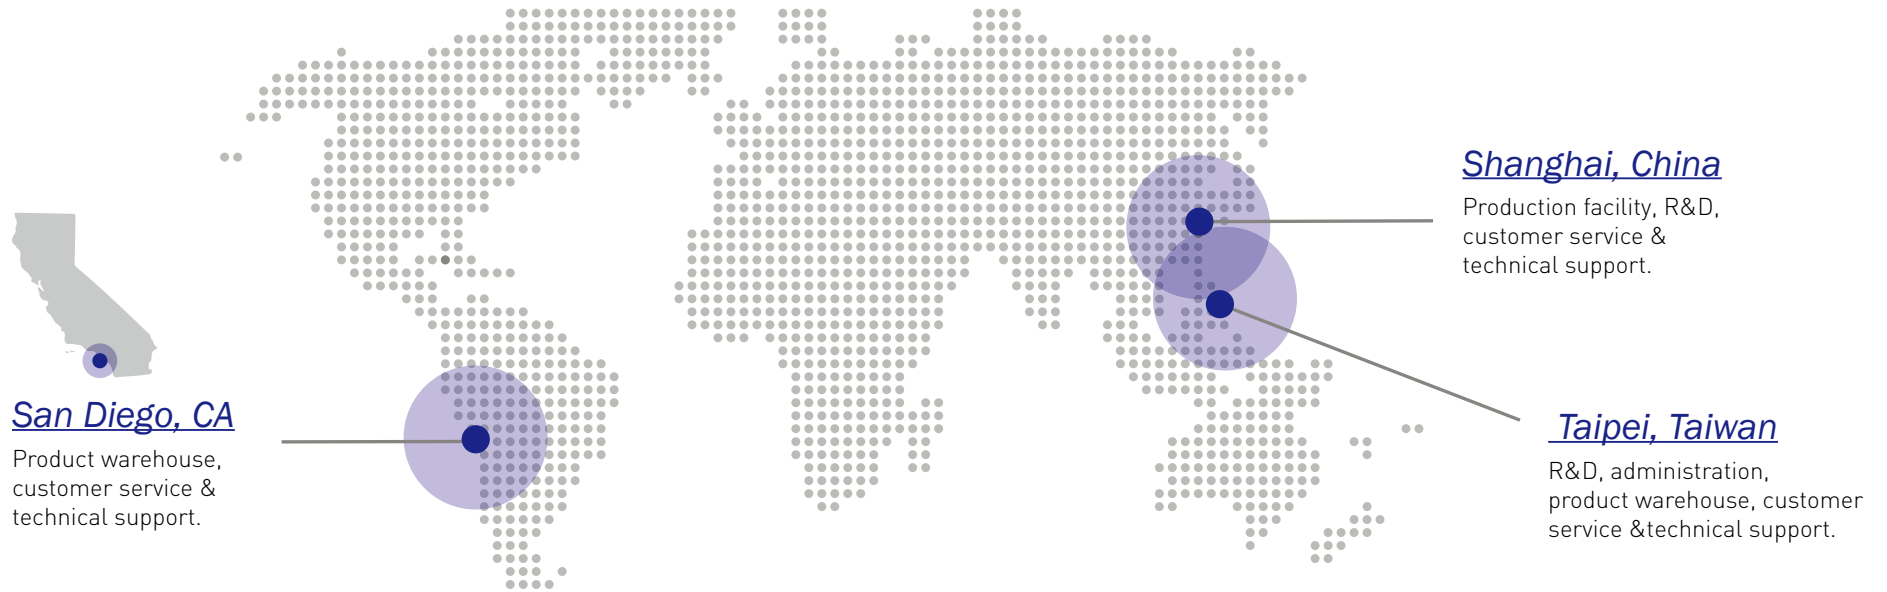 Shanghai, China
Production facility, R&D,
customer service &
technical support.
San Diego, CA
Product warehouse,
customer service &
technical support.
Taipei, Taiwan
R&D, administration,
product warehouse, customer
service &technical support.